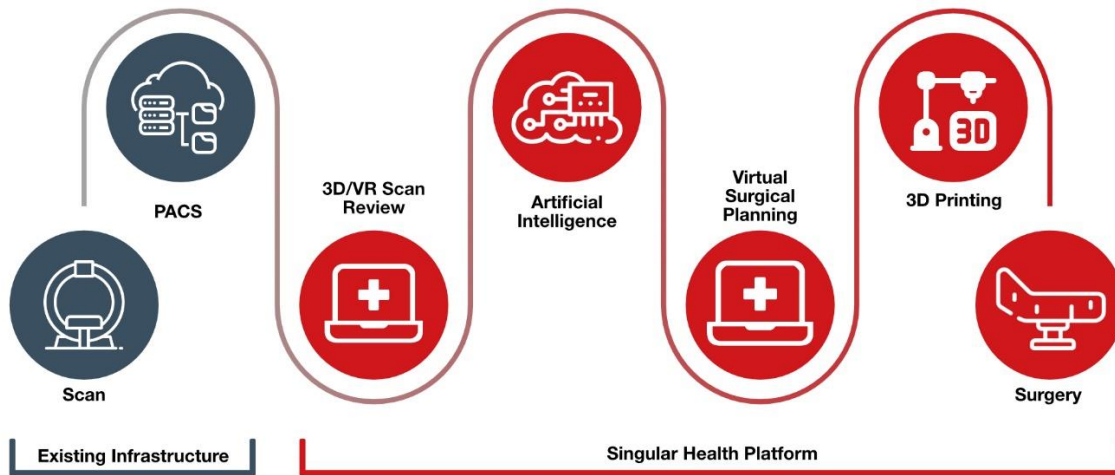 Scan
PACS
3D/VR Scan
Review
Artificial
Intelligence
Virtual
Surgical
Planning
3D
3D Printing
Surgery
Existing Infrastructure
Singular Health Platform